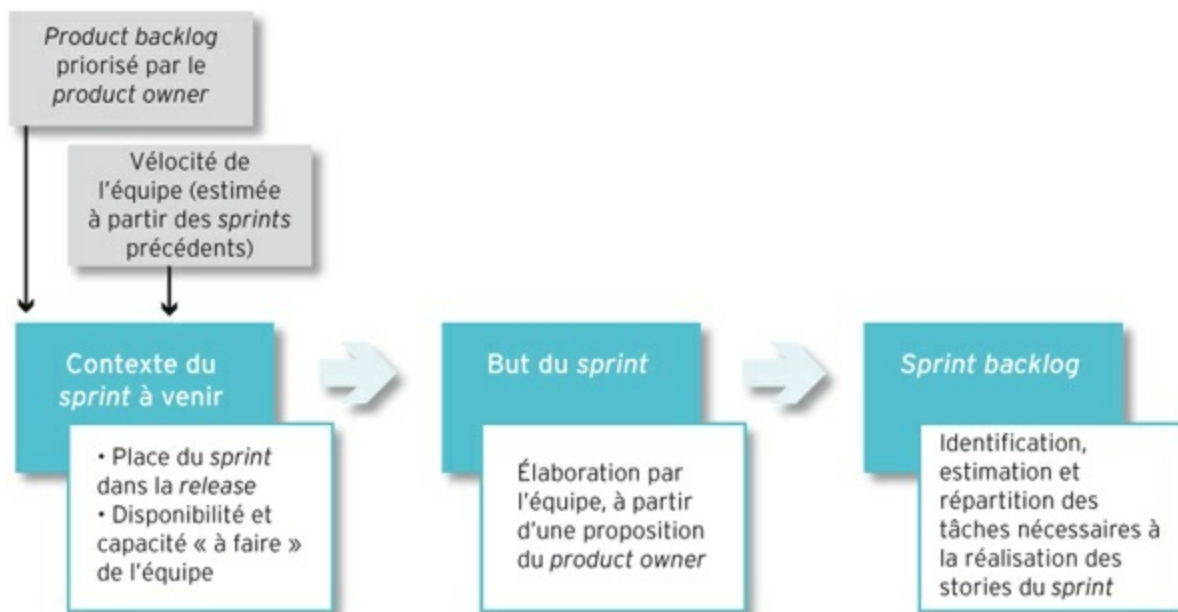 Product backlog
priorisé par le
product owner
Vélocité de
l'équipe (estimée
à partir des sprints
précédents)
Contexte du
sprint à venir
• Place du sprint
dans la release
• Disponibilité et
capacité « à faire »
de l'équipe
But du sprint
Élaboration par
l'équipe, à partir
d'une proposition
du product owner
Sprint backlog
Identification,
estimation et
répartition des
tâches nécessaires à
la réalisation des
stories du sprint